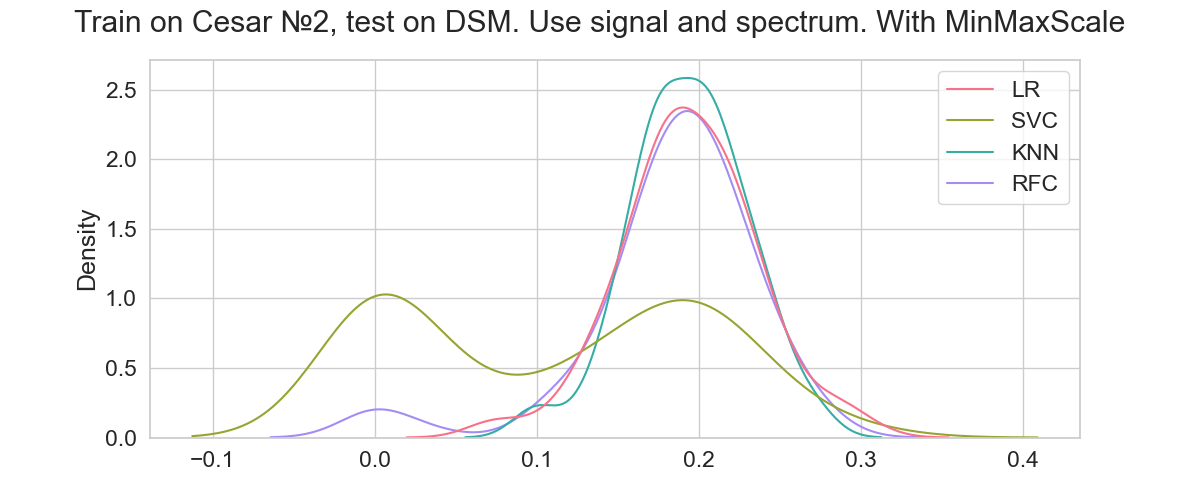 Train on Cesar №2, test on DSM. Use signal and spectrum. With MinMaxScale
2.5
2.0
1.5
1.0
0.5
0.0
Density
LR
SVC
KNN
RFC
−0.1
0.0
0.1
0.2
0.3
0.4